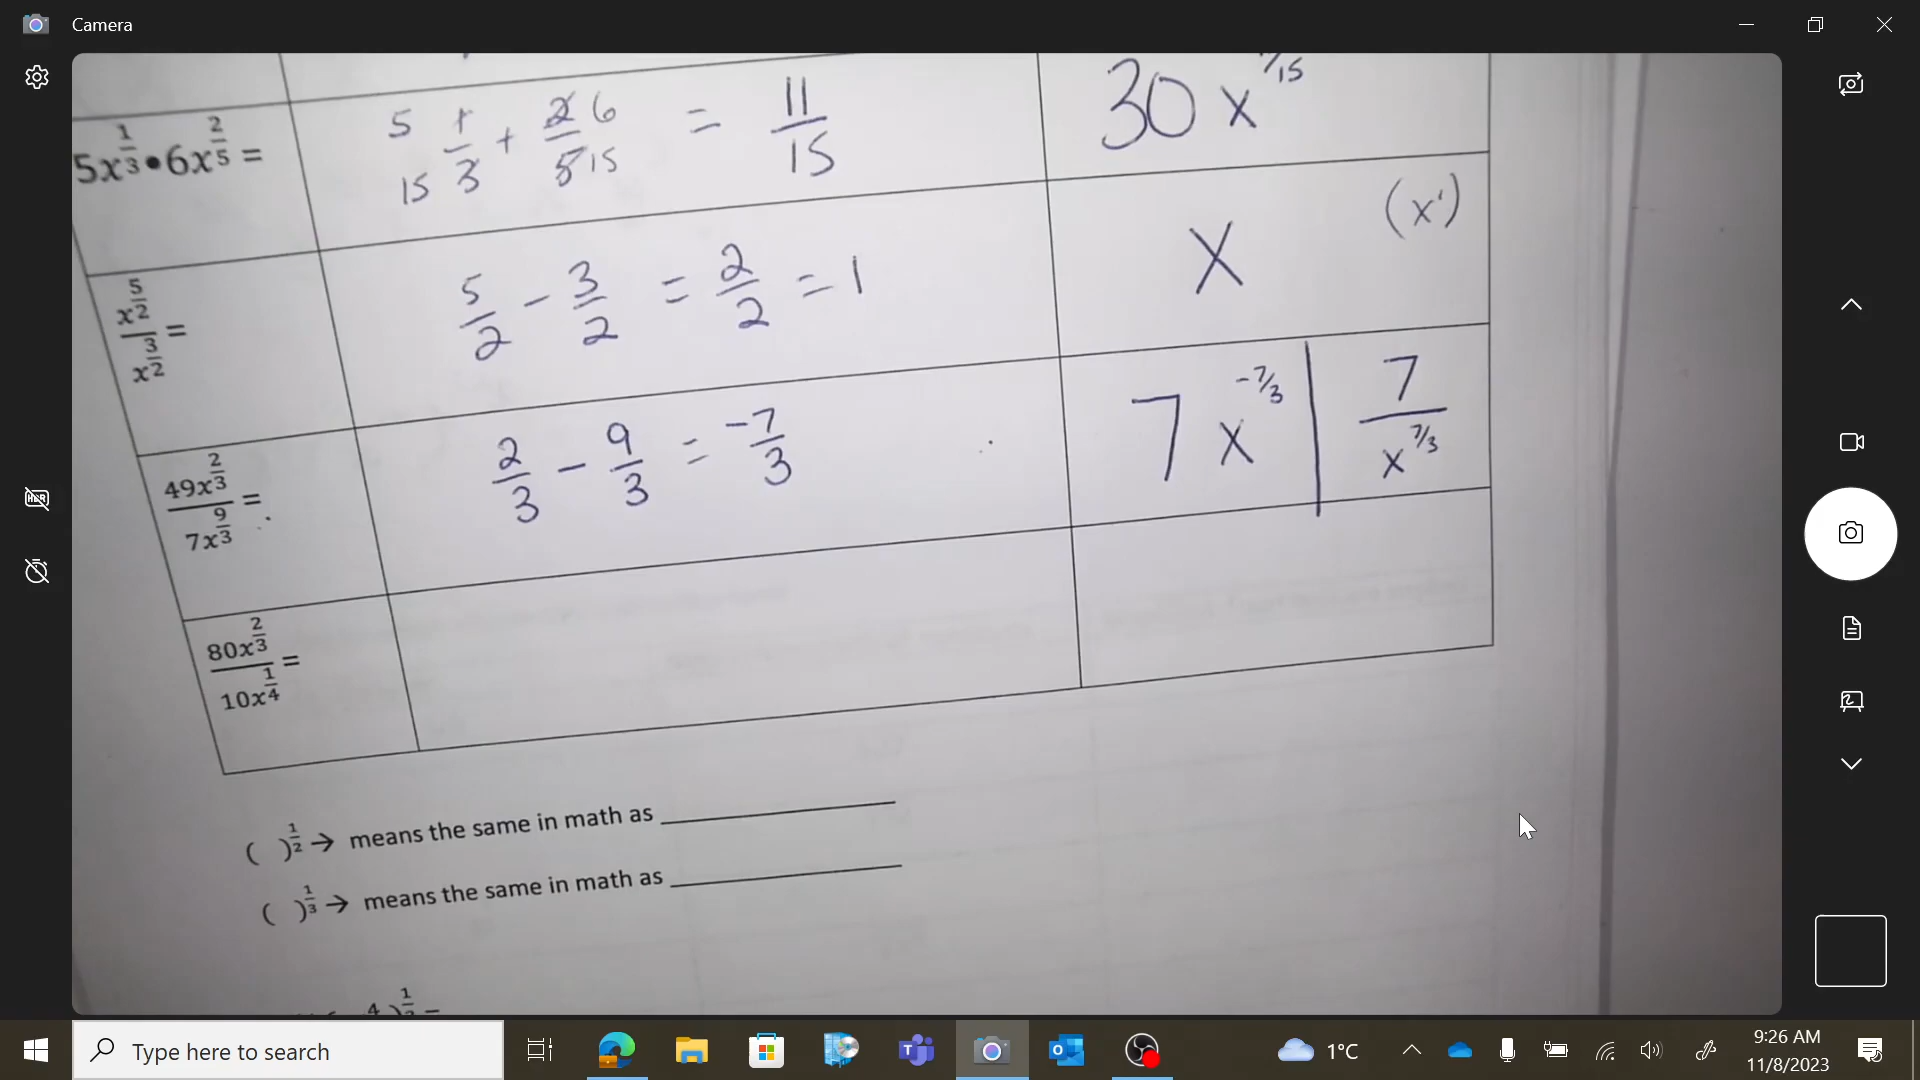 Camera
5x^{1/3}•6x^{2/5} =
5/15 1/3 + 2/5 6/15 = 11/15
30 x /15
x^{5/2}/x^{3/2} =
5/2 - 3/2 = 2/2 = 1
X (x^1)
49x^{2/3}/7x^{9/3} =
2/3 - 9/3 = -7/3
7 x^{-7/3} | 7/x^{7/3}
80x^{2/3}/10x^{1/4} =
( )^{1/2} → means the same in math as ____________
( )^{1/3} → means the same in math as ____________
Type here to search
1°C
9:26 AM
11/8/2023